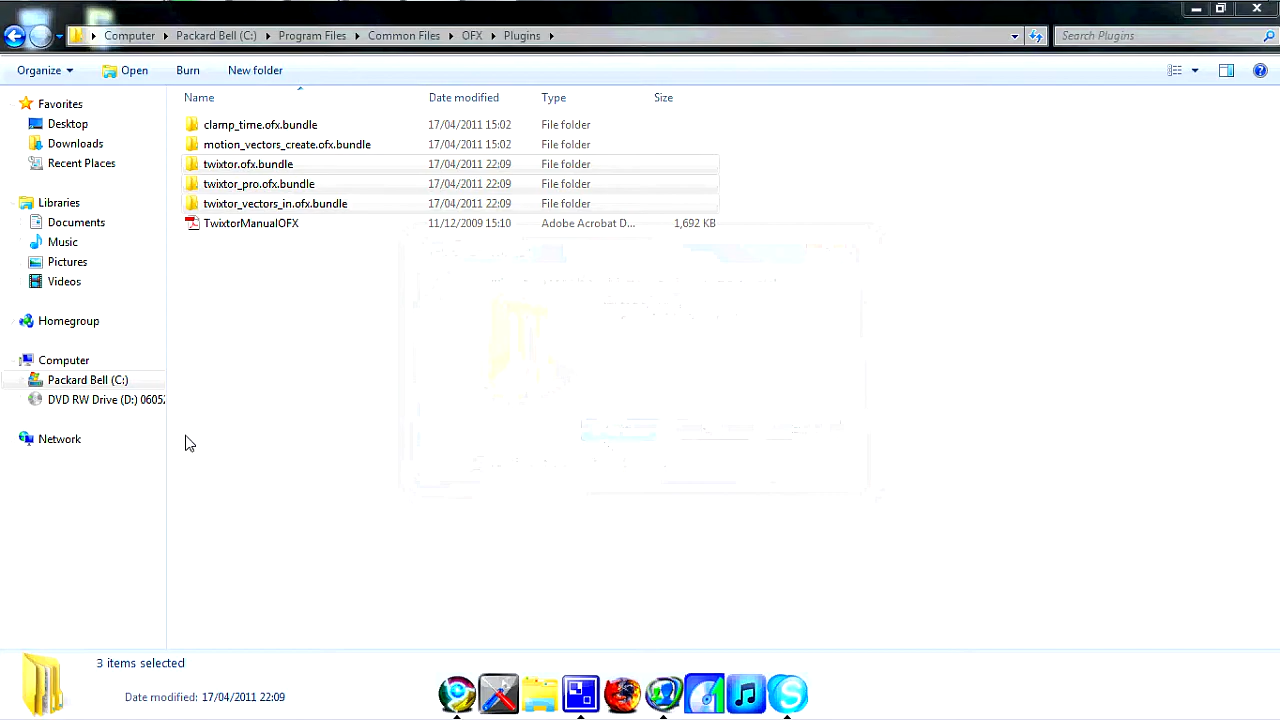 Computer Packard Bell (C:) Program Files Common Files OFX Plugins Search Plugins
Organize Open Burn New folder
Name Date modified Type Size
Favorites
Desktop
Downloads
Recent Places
Libraries
Documents
Music
Pictures
Videos
Homegroup
Computer
Packard Bell (C:)
DVD RW Drive (D:) 0605
Network
clamp_time.ofx.bundle 17/04/2011 15:02 File folder
motion_vectors_create.ofx.bundle 17/04/2011 15:02 File folder
twixtor.ofx.bundle 17/04/2011 22:09 File folder
twixtor_pro.ofx.bundle 17/04/2011 22:09 File folder
twixtor_vectors_in.ofx.bundle 17/04/2011 22:09 File folder
TwixtorManualOFX 11/12/2009 15:10 Adobe Acrobat D... 1,692 KB
3 items selected
Date modified: 17/04/2011 22:09